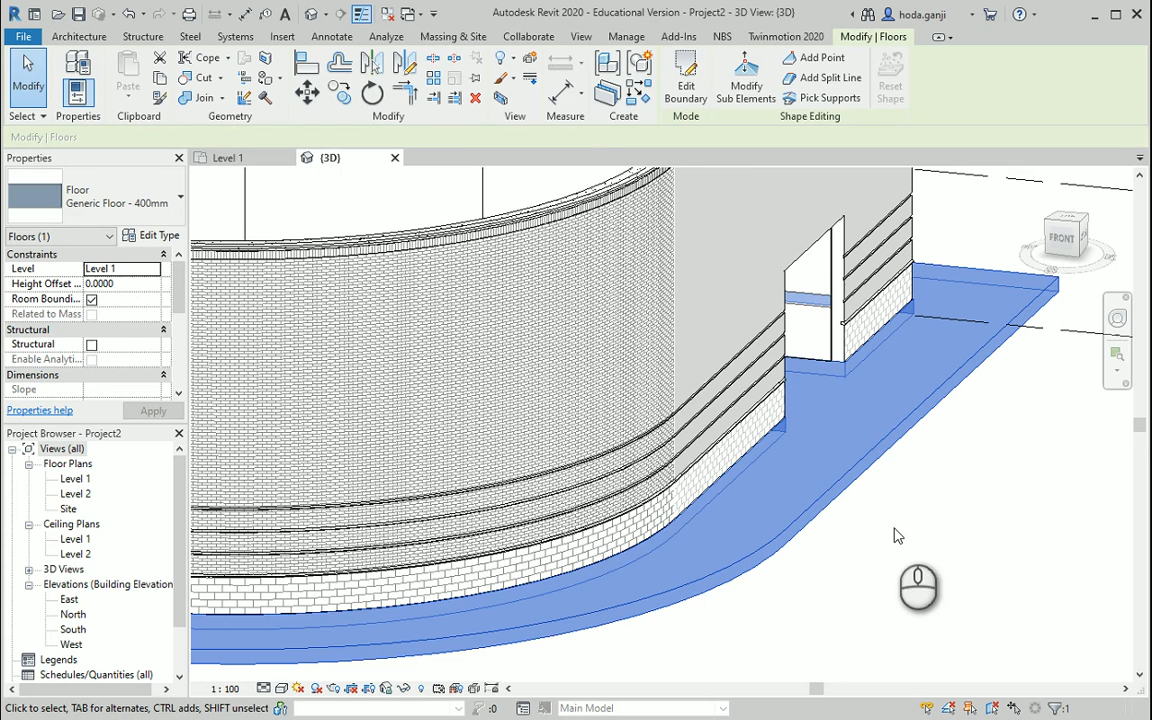 Autodesk Revit 2020 - Educational Version - Project2 - 3D View: {3D}
hoda.ganji
File Architecture Structure Steel Systems Insert Annotate Analyze Massing & Site Collaborate View Manage Add-Ins NBS Twinmotion 2020 Modify | Floors
Modify
Select
Properties
Paste
Clipboard
Cope
Cut
Join
Geometry
Modify
View
Measure
Create
Edit
Boundary
Mode
Modify
Sub Elements
Add Point
Add Split Line
Pick Supports
Reset
Shape
Shape Editing
Modify | Floors
Properties
Level 1
{3D}
Floor
Generic Floor - 400mm
Floors (1)
Edit Type
Constraints
Level Level 1
Height Offset ... 0.0000
Room Boundi...
Related to Mass
Structural
Structural
Enable Analyti...
Dimensions
Slope
Properties help
Apply
Project Browser - Project2
Views (all)
Floor Plans
Level 1
Level 2
Site
Ceiling Plans
Level 1
Level 2
3D Views
Elevations (Building Elevation
East
North
South
West
Legends
Schedules/Quantities (all)
FRONT
1 : 100
Click to select, TAB for alternates, CTRL adds, SHIFT unselect
:0
Main Model
:1